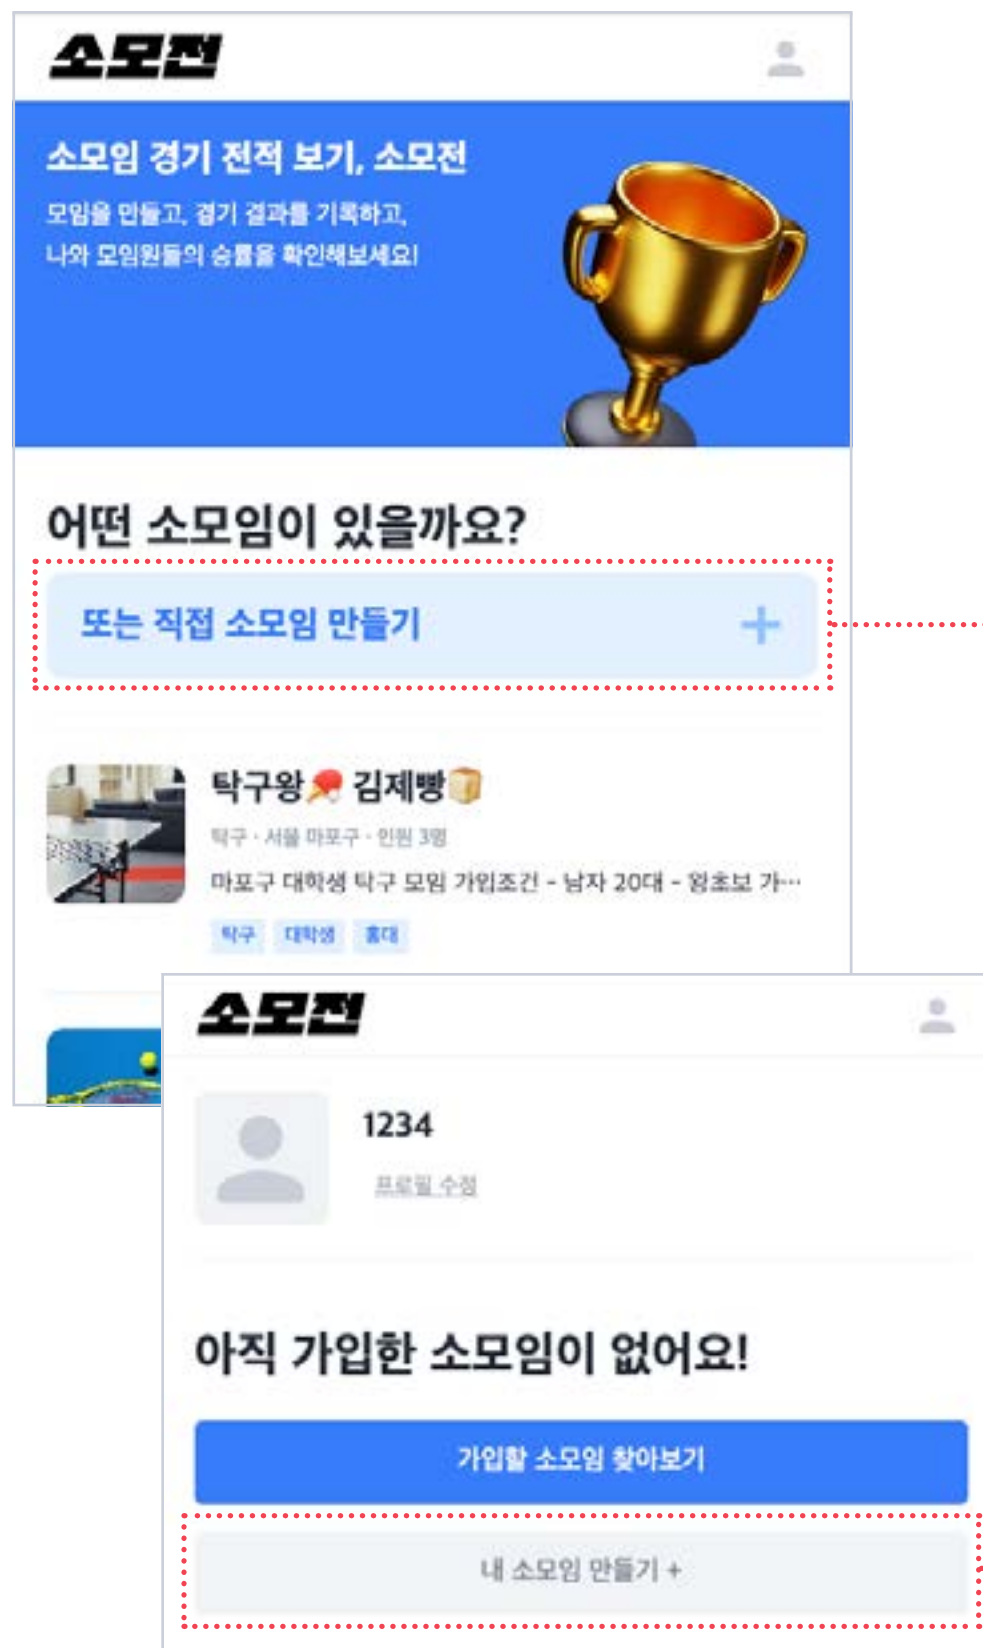 소모전
소모임 경기 전적 보기, 소모전
모임을 만들고, 경기 결과를 기록하고,
나와 모임원들의 승률을 확인해보세요!
어떤 소모임이 있을까요?
또는 직접 소모임 만들기 +
탁구왕🏓 김제빵🍞
탁구 · 서울 마포구 · 인원 3명
마포구 대학생 탁구 모임 가입조건 - 남자 20대 - 왕초보 가...
탁구 대학생 홍대
소모전
1234
프로필 수정
아직 가입한 소모임이 없어요!
가입할 소모임 찾아보기
내 소모임 만들기 +